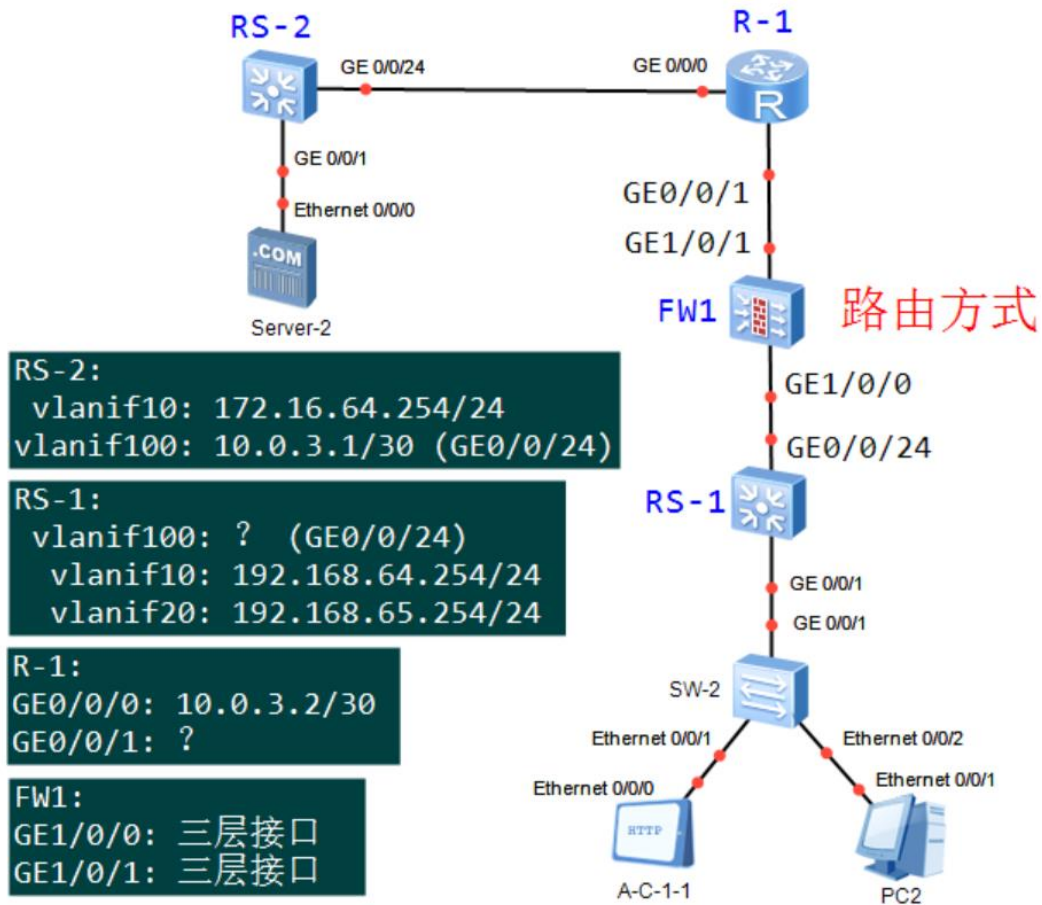 RS-2
R-1
GE 0/0/24
GE 0/0/0
GE 0/0/1
Ethernet 0/0/0
.COM
Server-2
R
GE0/0/1
GE1/0/1
FW1
路由方式
GE1/0/0
GE0/0/24
RS-1
GE 0/0/1
GE 0/0/1
SW-2
Ethernet 0/0/1
Ethernet 0/0/2
Ethernet 0/0/0
Ethernet 0/0/1
HTTP
A-C-1-1
PC2
RS-2:
vlanif10: 172.16.64.254/24
vlanif100: 10.0.3.1/30 (GE0/0/24)
RS-1:
vlanif100: ? (GE0/0/24)
vlanif10: 192.168.64.254/24
vlanif20: 192.168.65.254/24
R-1:
GE0/0/0: 10.0.3.2/30
GE0/0/1: ?
FW1:
GE1/0/0: 三层接口
GE1/0/1: 三层接口